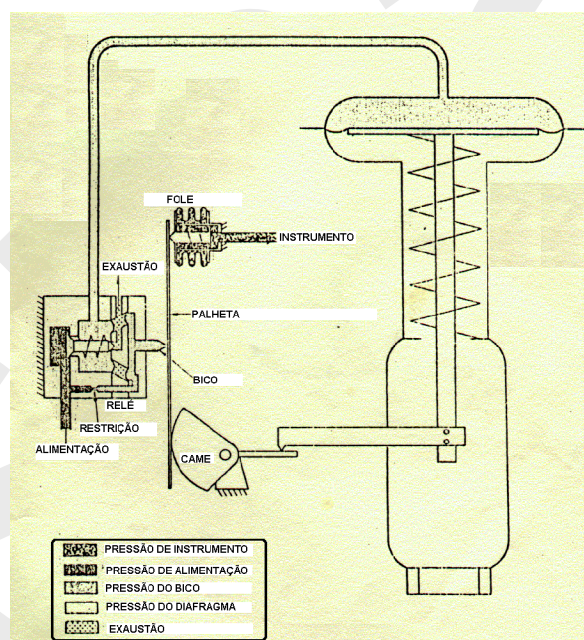 FOLE
INSTRUMENTO
EXAUSTÃO
PALHETA
BICO
RELÉ
RESTRIÇÃO
ALIMENTAÇÃO
CAME
PRESSÃO DE INSTRUMENTO
PRESSÃO DE ALIMENTAÇÃO
PRESSÃO DO BICO
PRESSÃO DO DIAFRAGMA
EXAUSTÃO